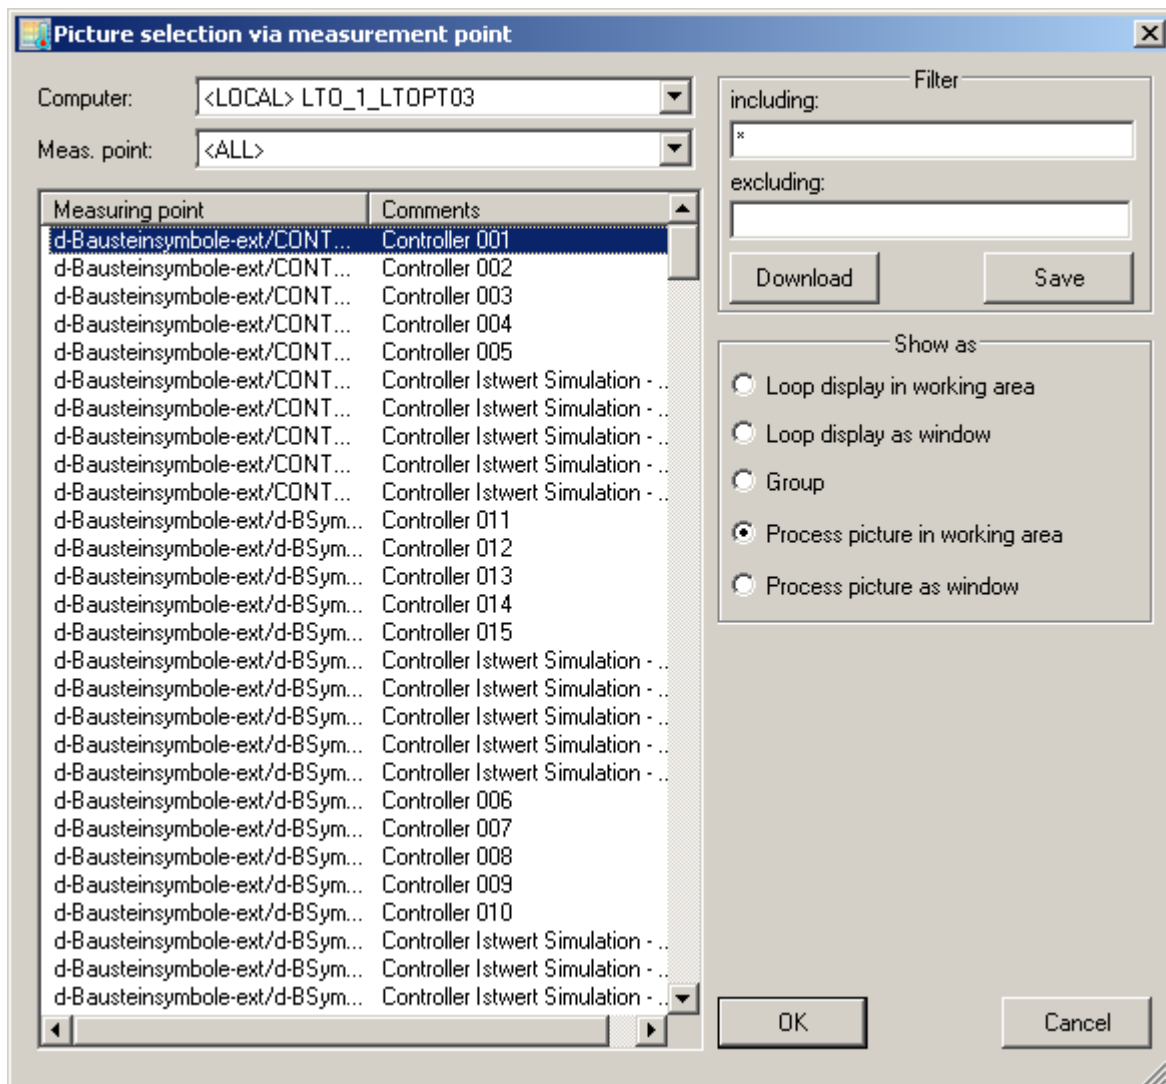 Picture selection via measurement point
Computer: <LOCAL> LTO_1_LTOPT03
Meas. point: <ALL>
Measuring point Comments
d-Bausteinsymbole-ext/CONT... Controller 001
d-Bausteinsymbole-ext/CONT... Controller 002
d-Bausteinsymbole-ext/CONT... Controller 003
d-Bausteinsymbole-ext/CONT... Controller 004
d-Bausteinsymbole-ext/CONT... Controller 005
d-Bausteinsymbole-ext/CONT... Controller Istwert Simulation - ..
d-Bausteinsymbole-ext/CONT... Controller Istwert Simulation - ..
d-Bausteinsymbole-ext/CONT... Controller Istwert Simulation - ..
d-Bausteinsymbole-ext/CONT... Controller Istwert Simulation - ..
d-Bausteinsymbole-ext/CONT... Controller Istwert Simulation - ..
d-Bausteinsymbole-ext/d-BSym... Controller 011
d-Bausteinsymbole-ext/d-BSym... Controller 012
d-Bausteinsymbole-ext/d-BSym... Controller 013
d-Bausteinsymbole-ext/d-BSym... Controller 014
d-Bausteinsymbole-ext/d-BSym... Controller 015
d-Bausteinsymbole-ext/d-BSym... Controller Istwert Simulation - ..
d-Bausteinsymbole-ext/d-BSym... Controller Istwert Simulation - ..
d-Bausteinsymbole-ext/d-BSym... Controller Istwert Simulation - ..
d-Bausteinsymbole-ext/d-BSym... Controller Istwert Simulation - ..
d-Bausteinsymbole-ext/d-BSym... Controller Istwert Simulation - ..
d-Bausteinsymbole-ext/d-BSym... Controller 006
d-Bausteinsymbole-ext/d-BSym... Controller 007
d-Bausteinsymbole-ext/d-BSym... Controller 008
d-Bausteinsymbole-ext/d-BSym... Controller 009
d-Bausteinsymbole-ext/d-BSym... Controller 010
d-Bausteinsymbole-ext/d-BSym... Controller Istwert Simulation - ..
d-Bausteinsymbole-ext/d-BSym... Controller Istwert Simulation - ..
d-Bausteinsymbole-ext/d-BSym... Controller Istwert Simulation - ..
Filter
including:
*
excluding:
Download Save
Show as
Loop display in working area
Loop display as window
Group
Process picture in working area
Process picture as window
OK Cancel